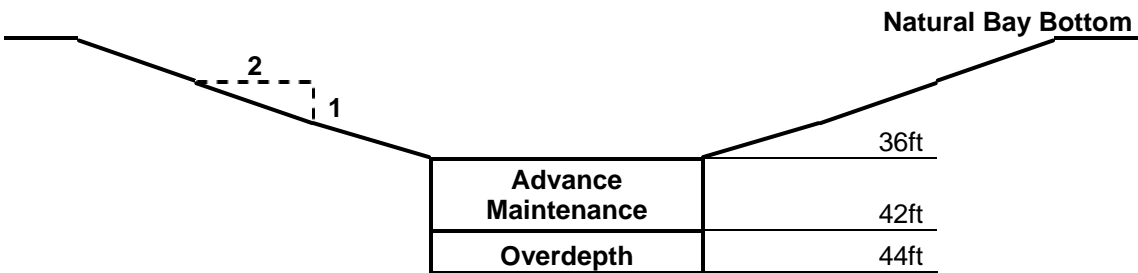 Natural Bay Bottom
2
1
36ft
Advance
Maintenance
42ft
Overdepth
44ft